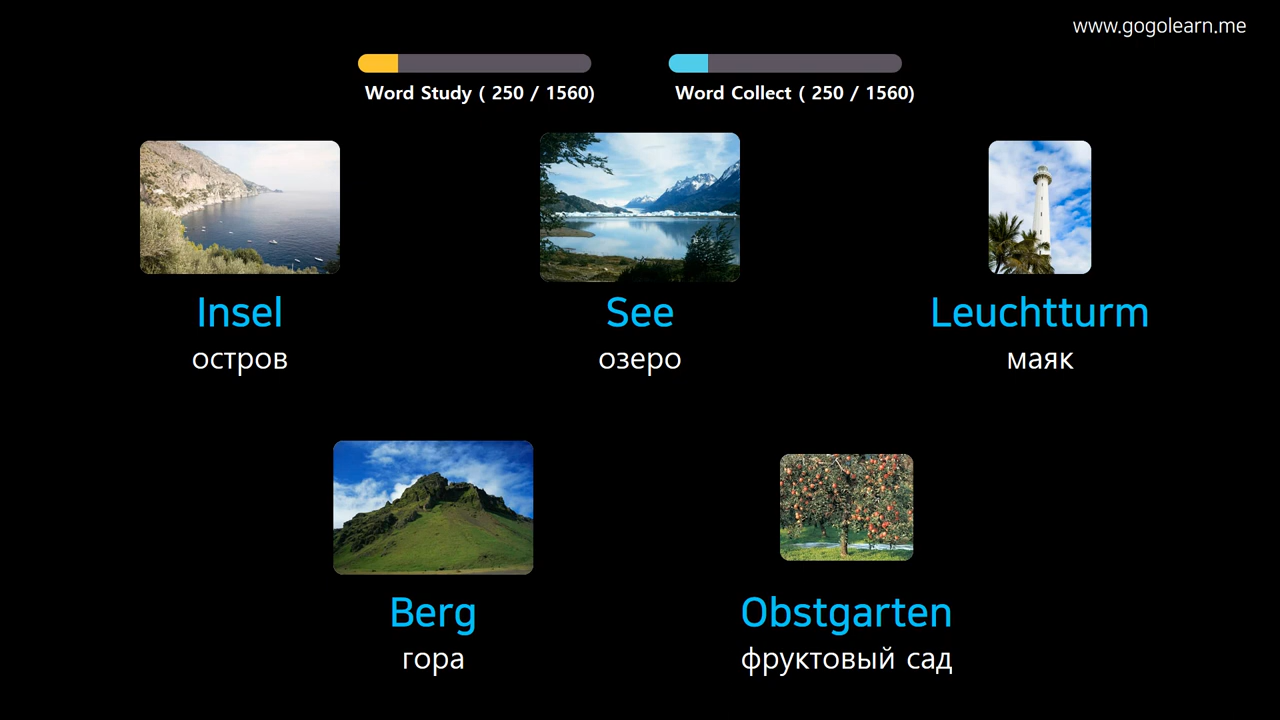 www.gogolearn.me
Word Study ( 250 / 1560)
Word Collect ( 250 / 1560)
Insel
остров
See
озеро
Leuchtturm
маяк
Berg
гора
Obstgarten
фруктовый сад